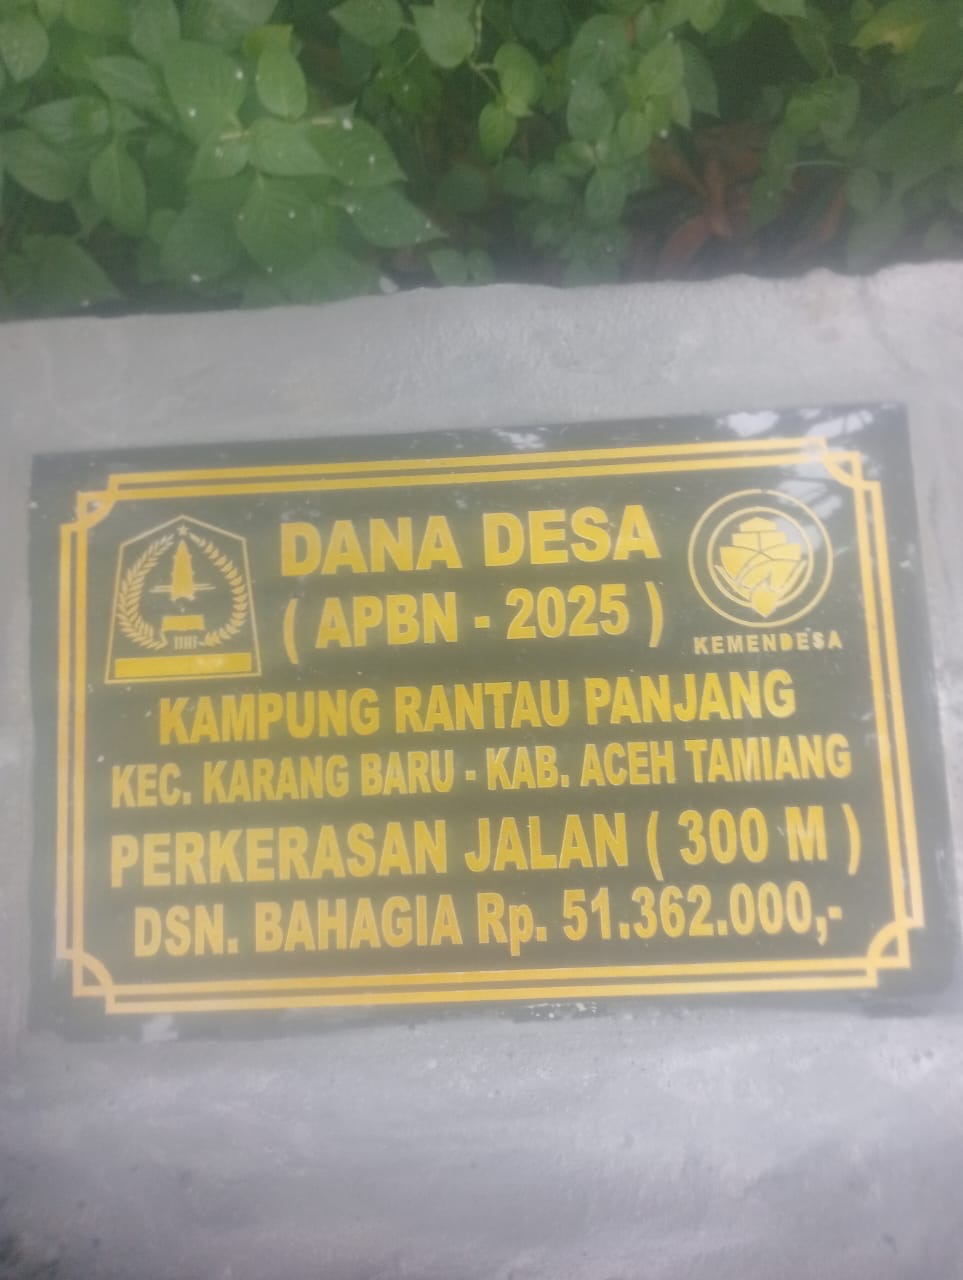 DANA DESA
( APBN - 2025 )
KEMENDESA
KAMPUNG RANTAU PANJANG
KEC. KARANG BARU - KAB. ACEH TAMIANG
PERKERASAN JALAN ( 300 M )
DSN. BAHAGIA Rp. 51.362.000,-